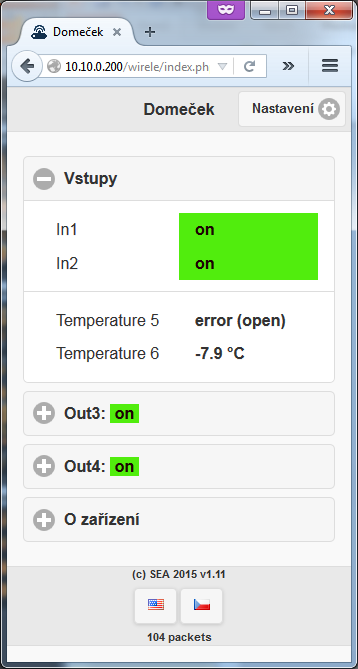 Domeček
10.10.0.200/wirele/index.ph
Domeček
Nastavení
Vstupy
In1 on
In2 on
Temperature 5 error (open)
Temperature 6 -7.9 °C
Out3: on
Out4: on
O zařízení
(c) SEA 2015 v1.11
104 packets